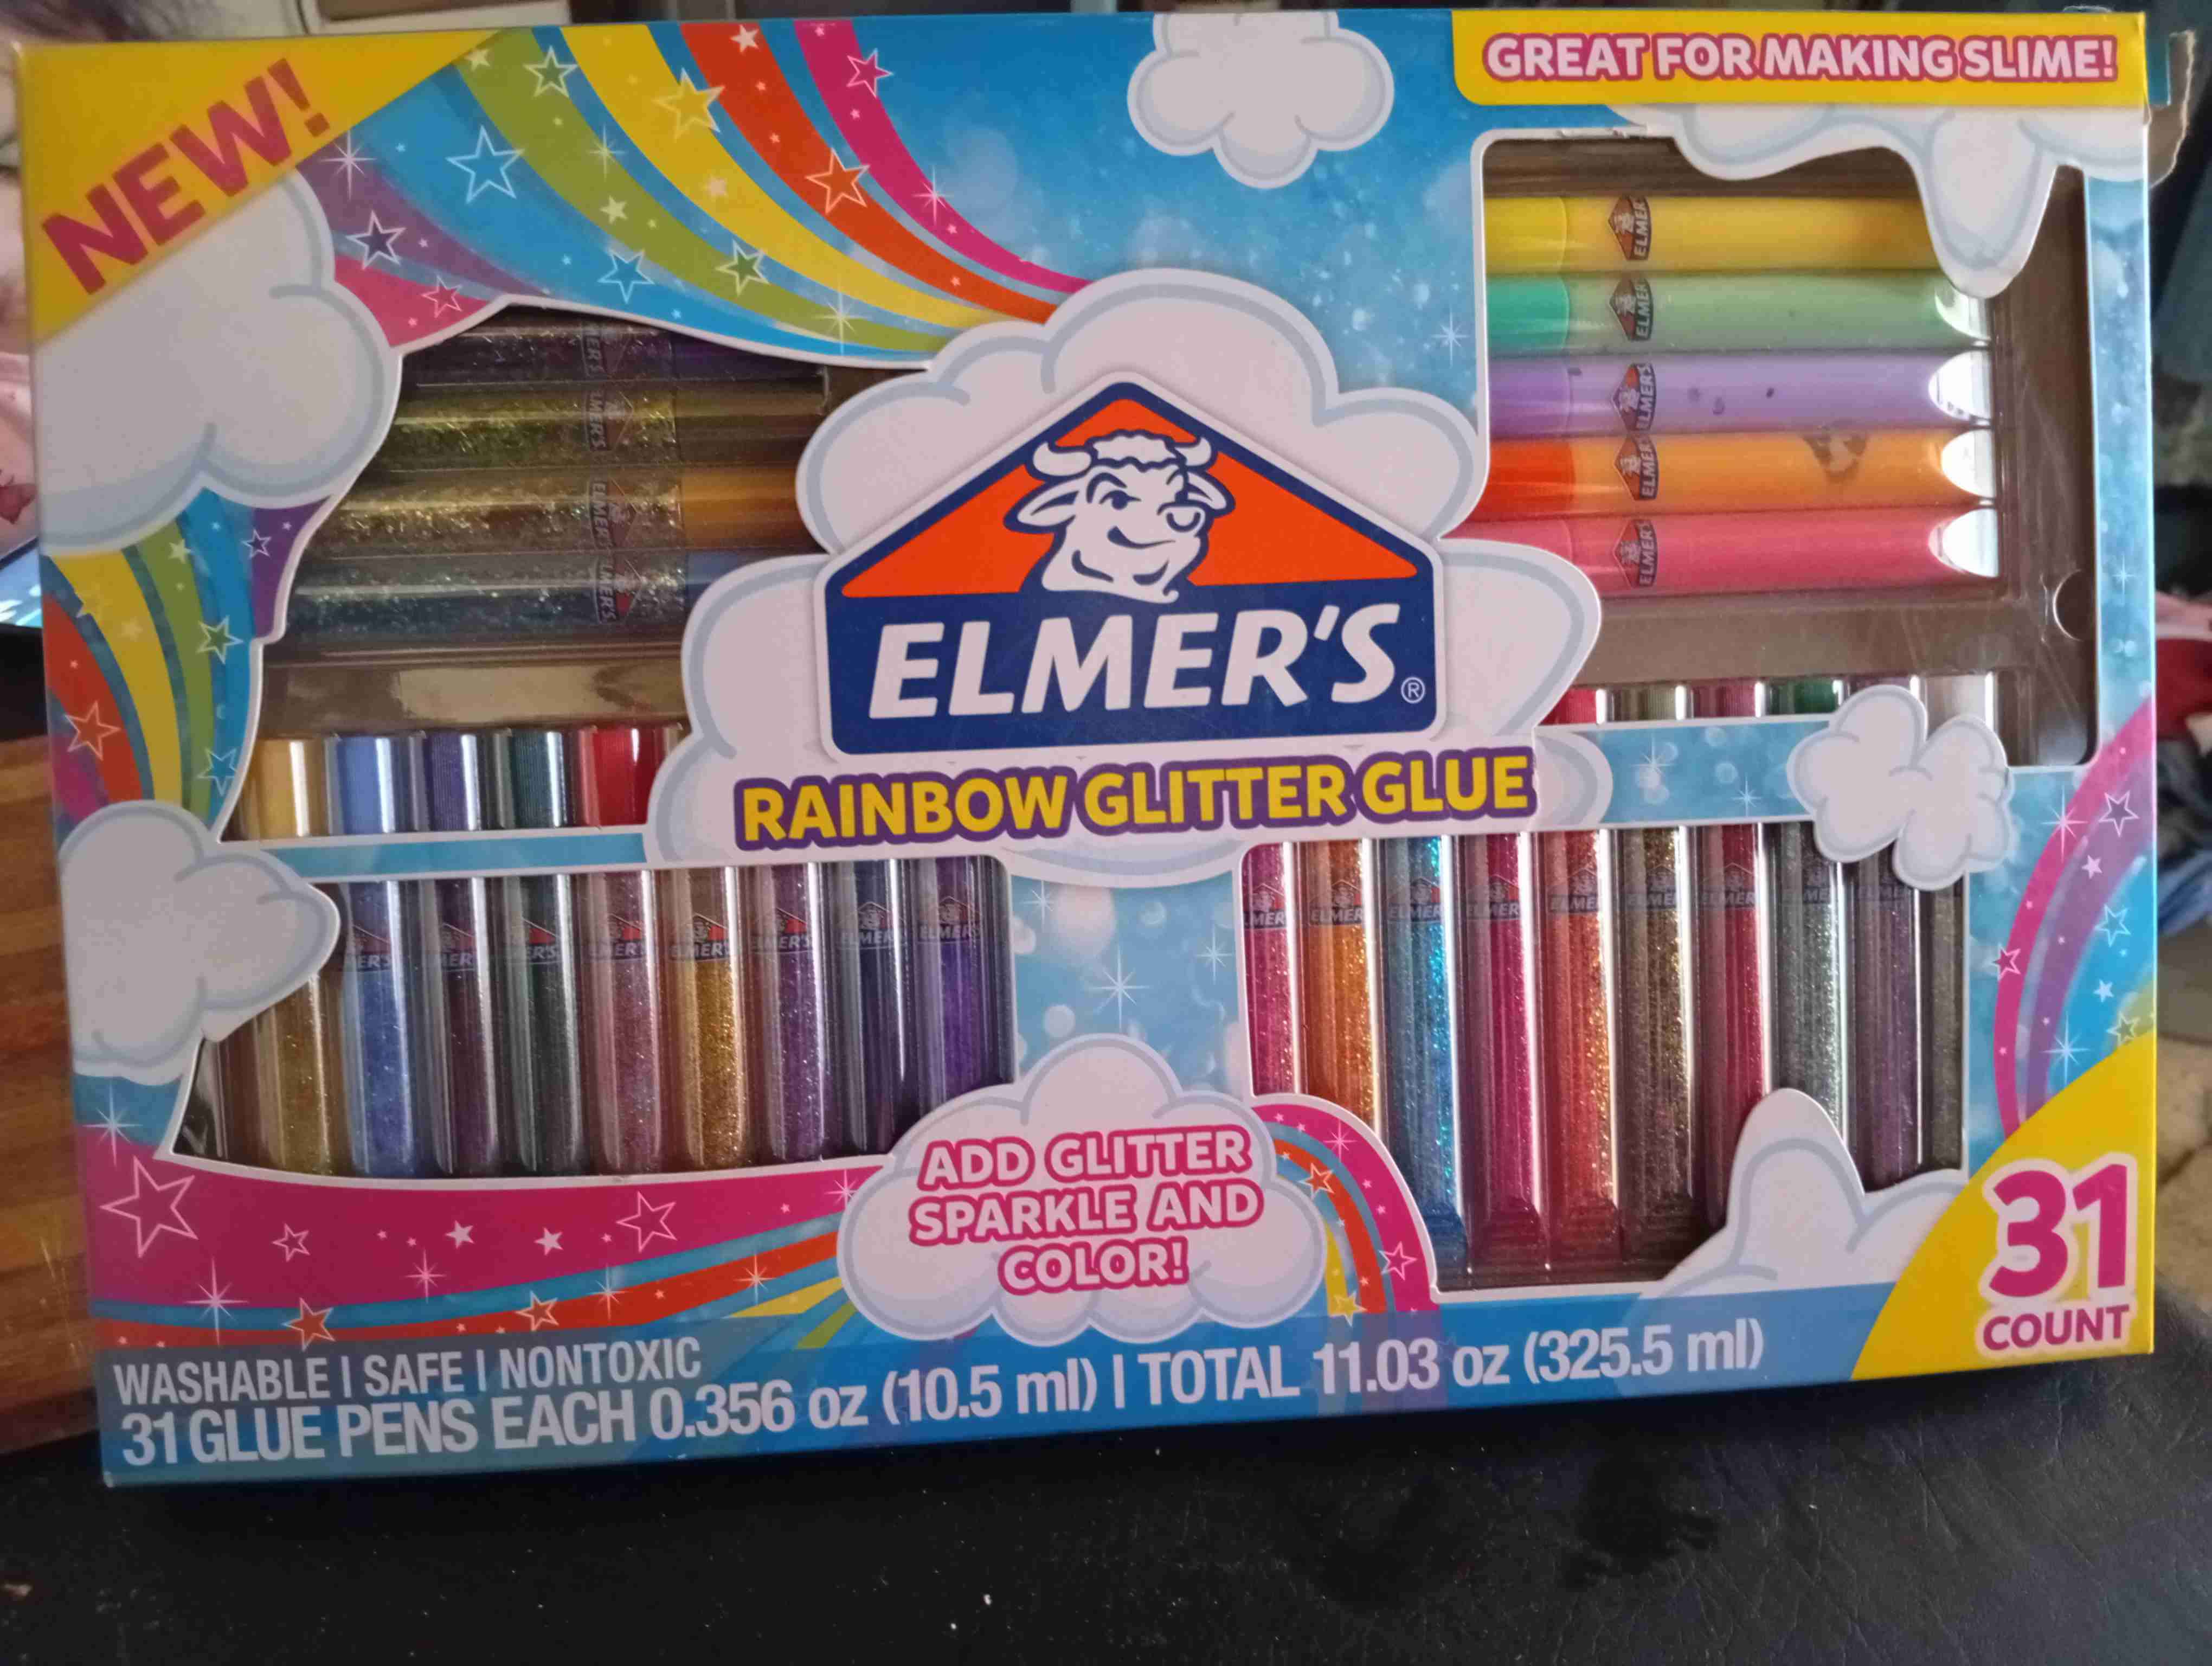 NEW!
GREAT FOR MAKING SLIME!
ELMER'S®
RAINBOW GLITTER GLUE
ADD GLITTER
SPARKLE AND
COLOR!
31
COUNT
WASHABLE | SAFE | NONTOXIC
31 GLUE PENS EACH 0.356 oz (10.5 ml) | TOTAL 11.03 oz (325.5 ml)